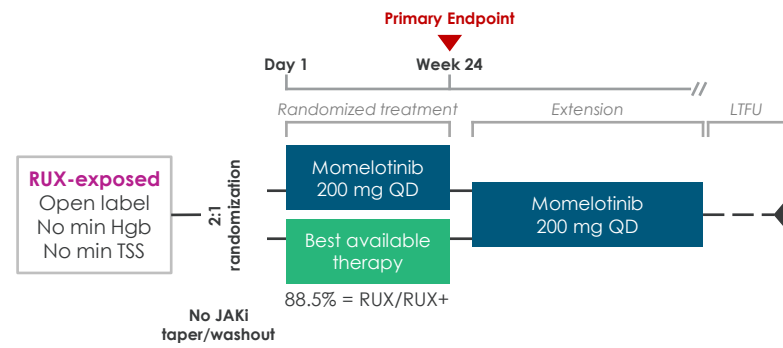 Primary Endpoint
Day 1
Week 24
Randomized treatment
Extension
LTFU
RUX-exposed
Open label
No min Hgb
No min TSS
2:1
randomization
Momelotinib
200 mg QD
Best available
therapy
88.5% = RUX/RUX+
Momelotinib
200 mg QD
No JAKi
taper/washout